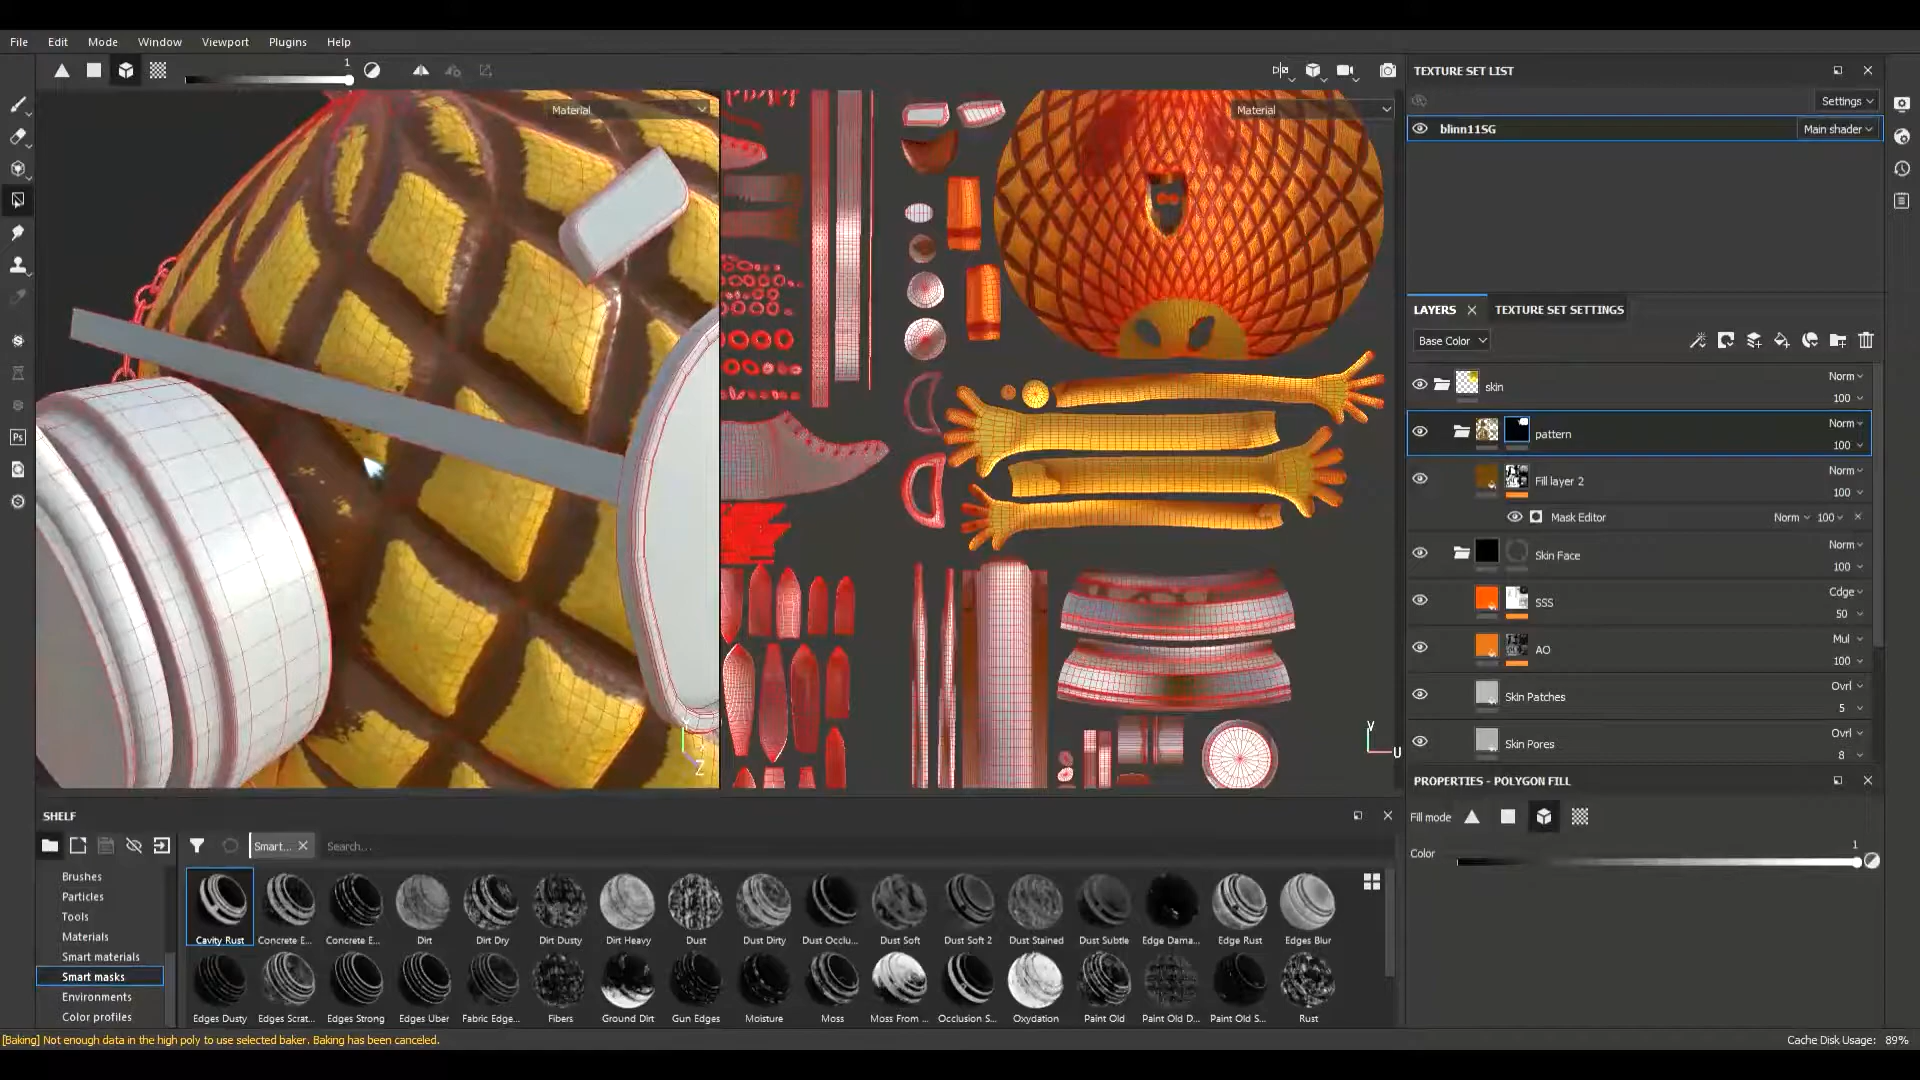 File Edit Mode Window Viewport Plugins Help
1
Material
Material
Z
V
U
TEXTURE SET LIST
Settings
blinn11SG
Main shader
LAYERS
TEXTURE SET SETTINGS
Base Color
skin
Norm
100
pattern
Norm
100
Fill layer 2
Norm
100
Mask Editor
Norm 100
Skin Face
Norm
100
SSS
Cdge
50
AO
Mul
100
Skin Patches
Ovrl
5
Skin Pores
Ovrl
8
PROPERTIES - POLYGON FILL
Fill mode
Color
1
SHELF
Smart...
Search...
Brushes
Particles
Tools
Materials
Smart materials
Smart masks
Environments
Color profiles
Cavity Rust Concrete E... Concrete E... Dirt Dirt Dry Dirt Dusty Dirt Heavy Dust Dust Dirty Dust Occlu... Dust Soft Dust Soft 2 Dust Stained Dust Subtle Edge Dama... Edge Rust Edges Blur
Edges Dusty Edges Scrat... Edges Strong Edges Uber Fabric Edge... Fibers Ground Dirt Gun Edges Moisture Moss Moss From ... Occlusion S... Oxydation Paint Old Paint Old D... Paint Old S... Rust
[Baking] Not enough data in the high poly to use selected baker. Baking has been canceled.
Cache Disk Usage: 89%
Ps